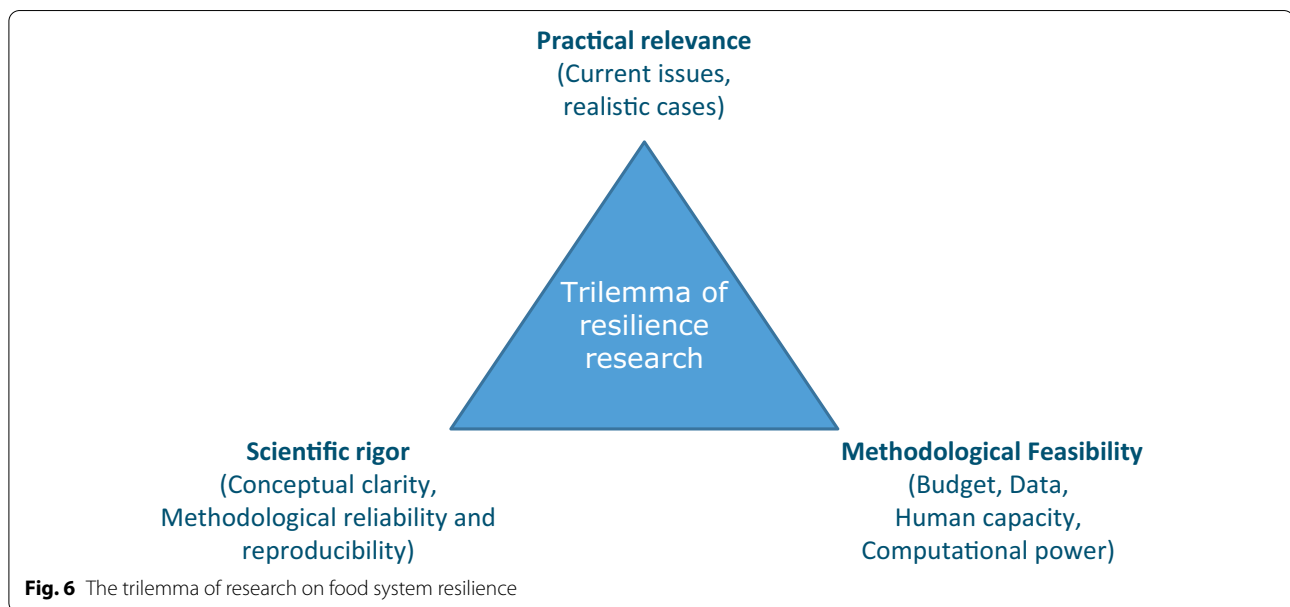 Practical relevance
(Current issues,
realistic cases)
Trilemma of
resilience
research
Scientific rigor
(Conceptual clarity,
Methodological reliability and
reproducibility)
Methodological Feasibility
(Budget, Data,
Human capacity,
Computational power)
Fig. 6 The trilemma of research on food system resilience